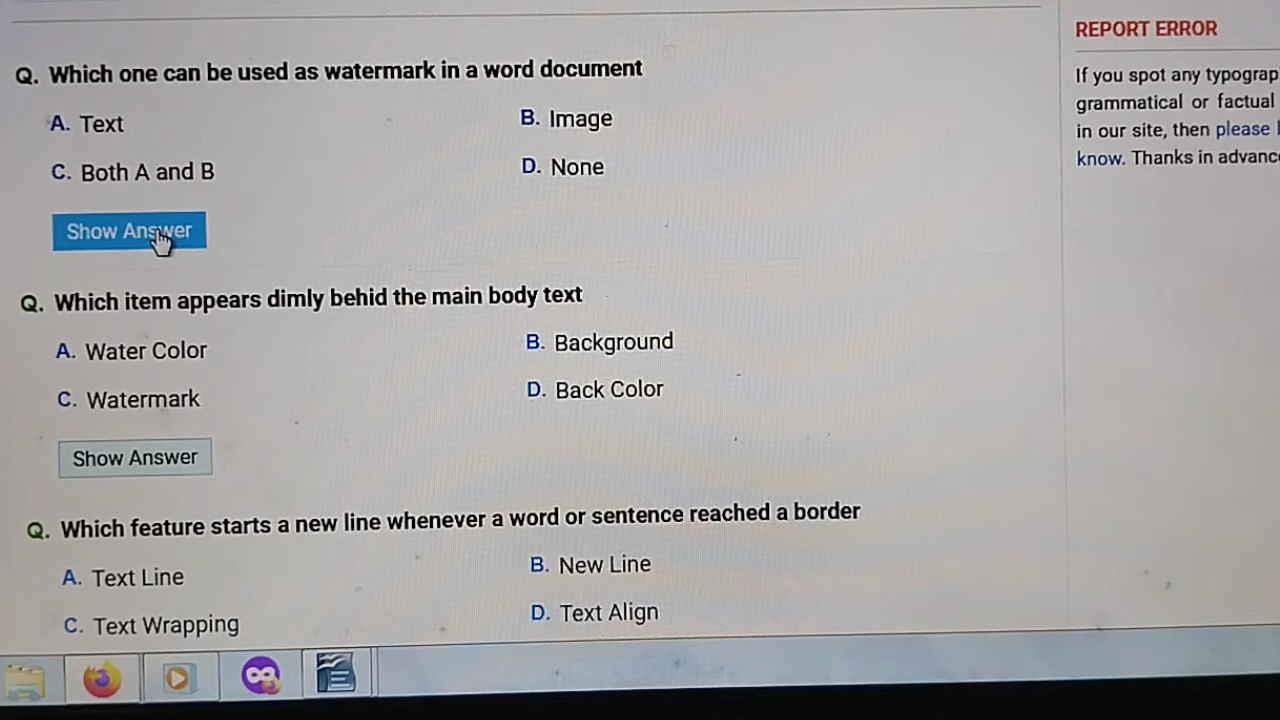 Q. Which one can be used as watermark in a word document
A. Text
B. Image
C. Both A and B
D. None
Show Answer
Q. Which item appears dimly behid the main body text
A. Water Color
B. Background
C. Watermark
D. Back Color
Show Answer
Q. Which feature starts a new line whenever a word or sentence reached a border
A. Text Line
B. New Line
C. Text Wrapping
D. Text Align
REPORT ERROR
If you spot any typograp
grammatical or factual
in our site, then please
know. Thanks in advanc